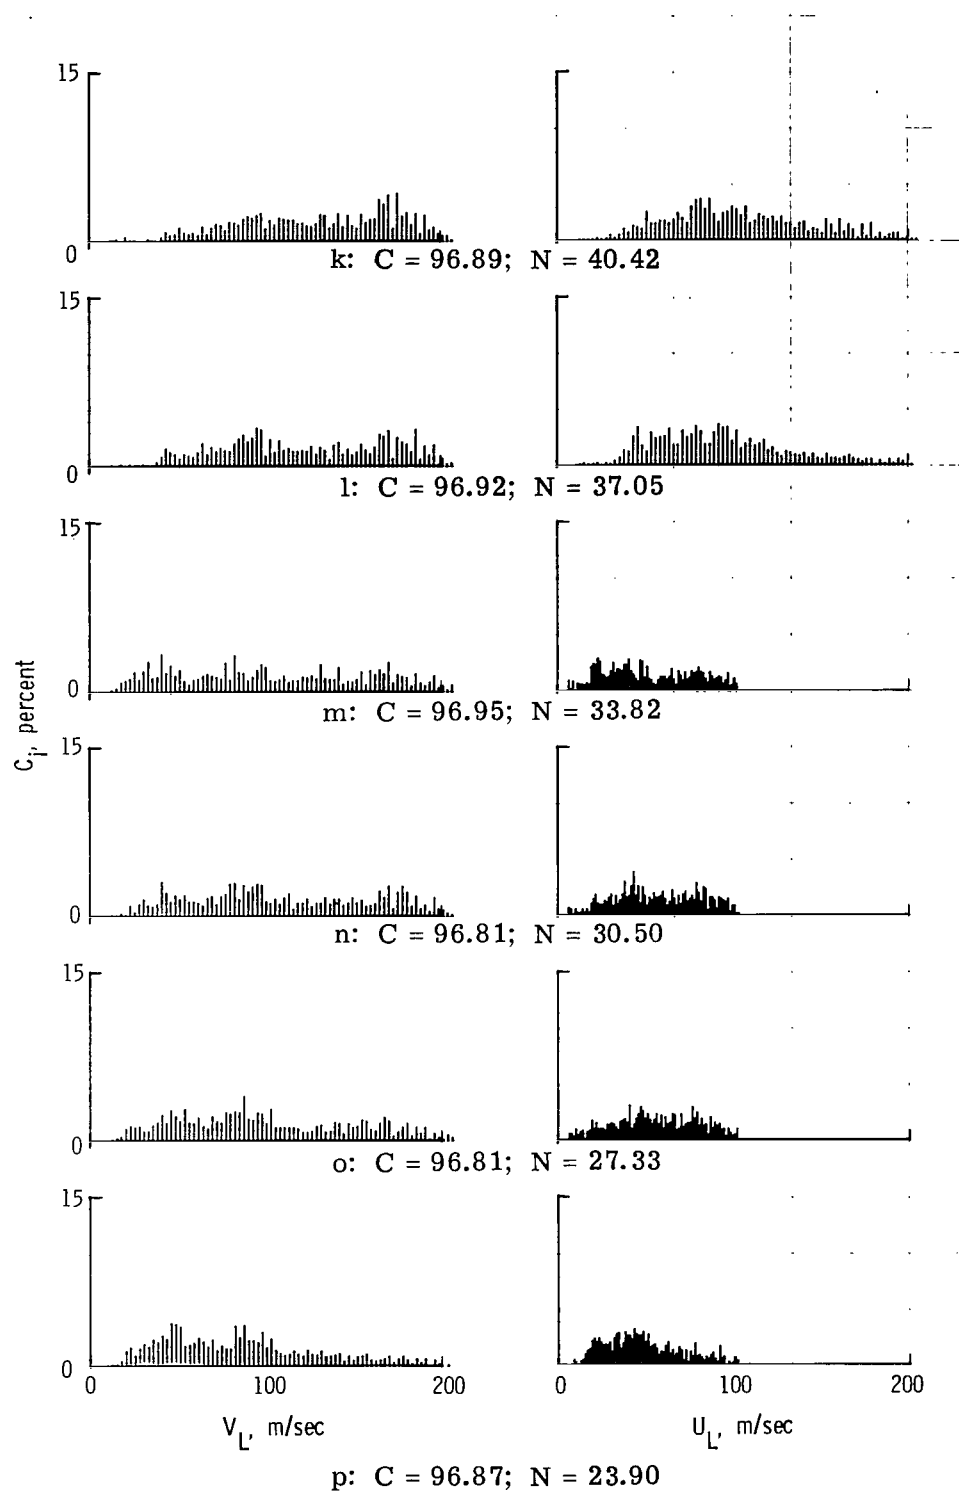 15
0
k: C = 96.89; N = 40.42
15
0
l: C = 96.92; N = 37.05
15
0
m: C = 96.95; N = 33.82
C_i, percent
15
0
n: C = 96.81; N = 30.50
15
0
o: C = 96.81; N = 27.33
15
0
0 100 200 0 100 200
V_L, m/sec U_L, m/sec
p: C = 96.87; N = 23.90